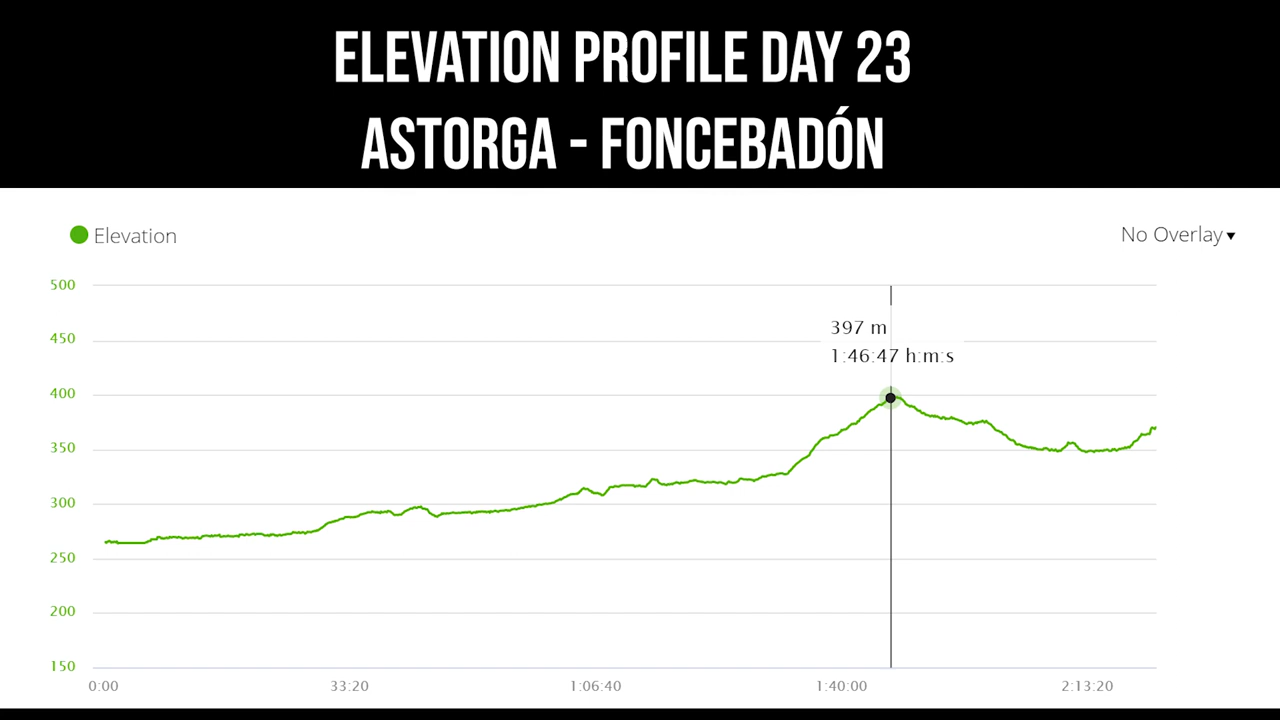 ELEVATION PROFILE DAY 23
ASTORGA - FONCEBADÓN
Elevation
No Overlay▾
500
450
400
350
300
250
200
150
397 m
1:46:47 h:m:s
0:00 33:20 1:06:40 1:40:00 2:13:20